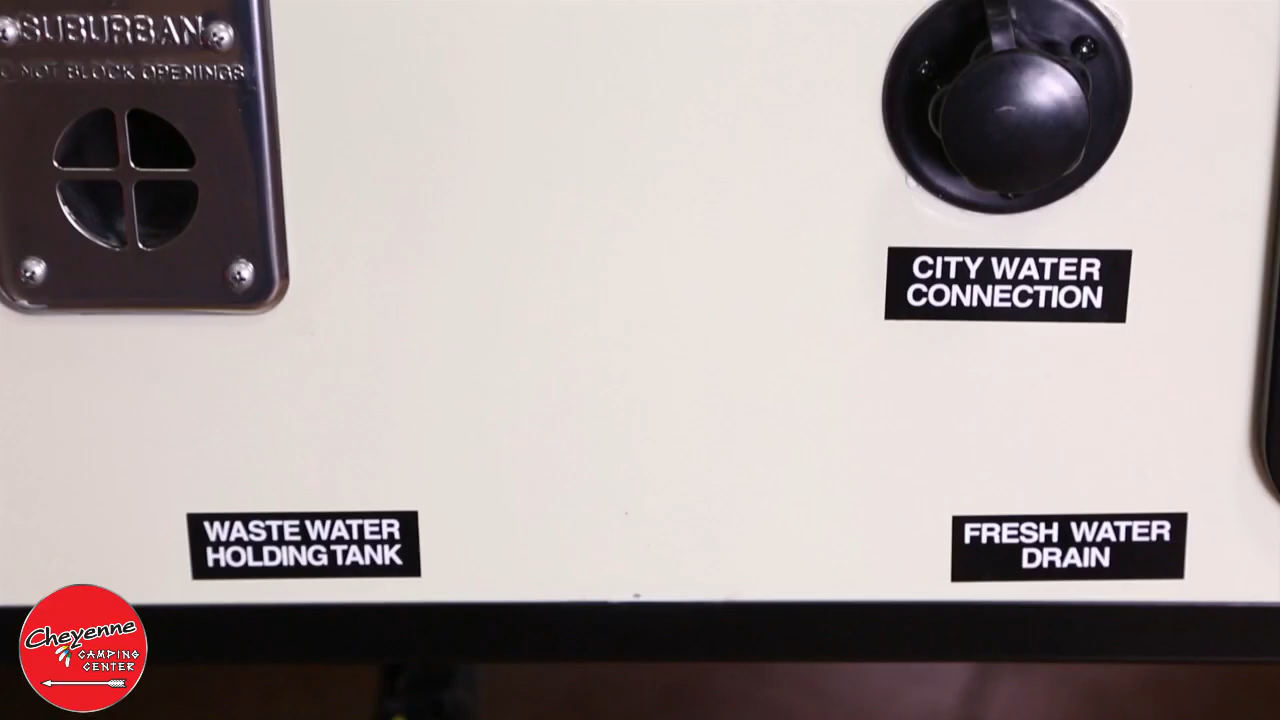 SUBURBAN
NOT BLOCK OPENINGS
CITY WATER
CONNECTION
WASTE WATER
HOLDING TANK
FRESH WATER
DRAIN
Cheyenne
CAMPING
CENTER